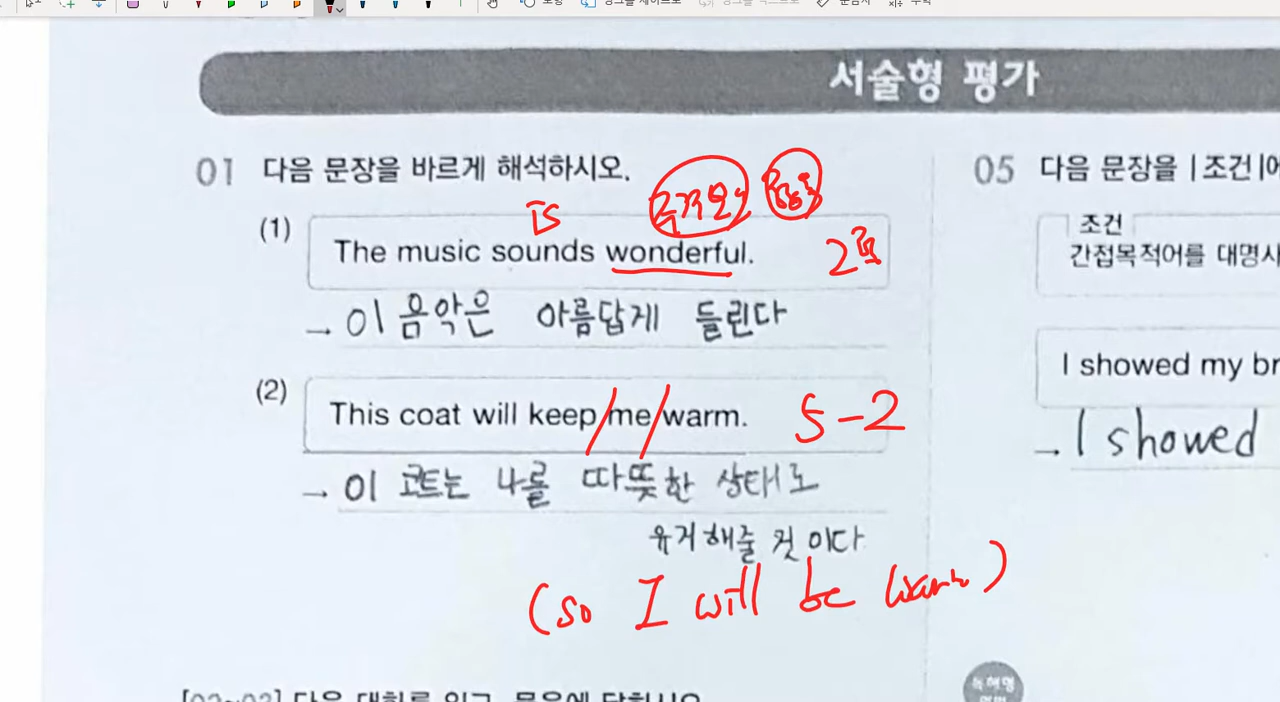 서술형 평가
01 다음 문장을 바르게 해석하시오.
is
(1) The music sounds wonderful.
→ 이 음악은 아름답게 들린다
(2) This coat will keep/me/warm. 5-2
→ 이 코트는 나를 따뜻한 상태로
유지해줄 것이다
(so I will be warm)
05 다음 문장을 |조건|에
조건
간접목적어를 대명사
I showed my br
→ I showed